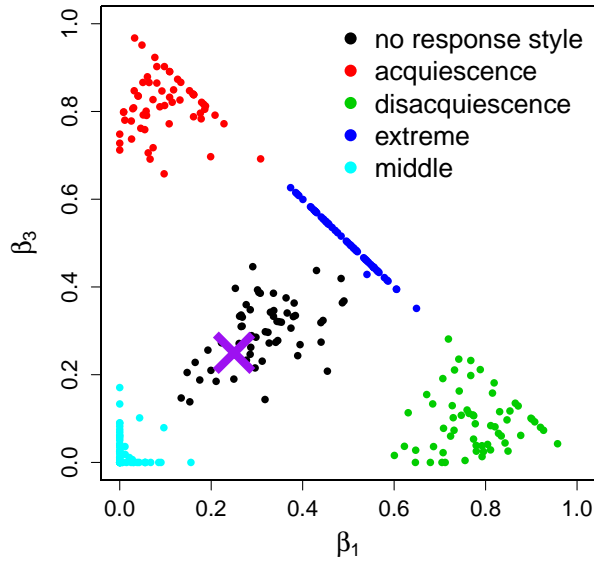 no response style
acquiescence
disacquiescence
extreme
middle
β3
0.0 0.2 0.4 0.6 0.8 1.0
0.0 0.2 0.4 0.6 0.8 1.0
β1